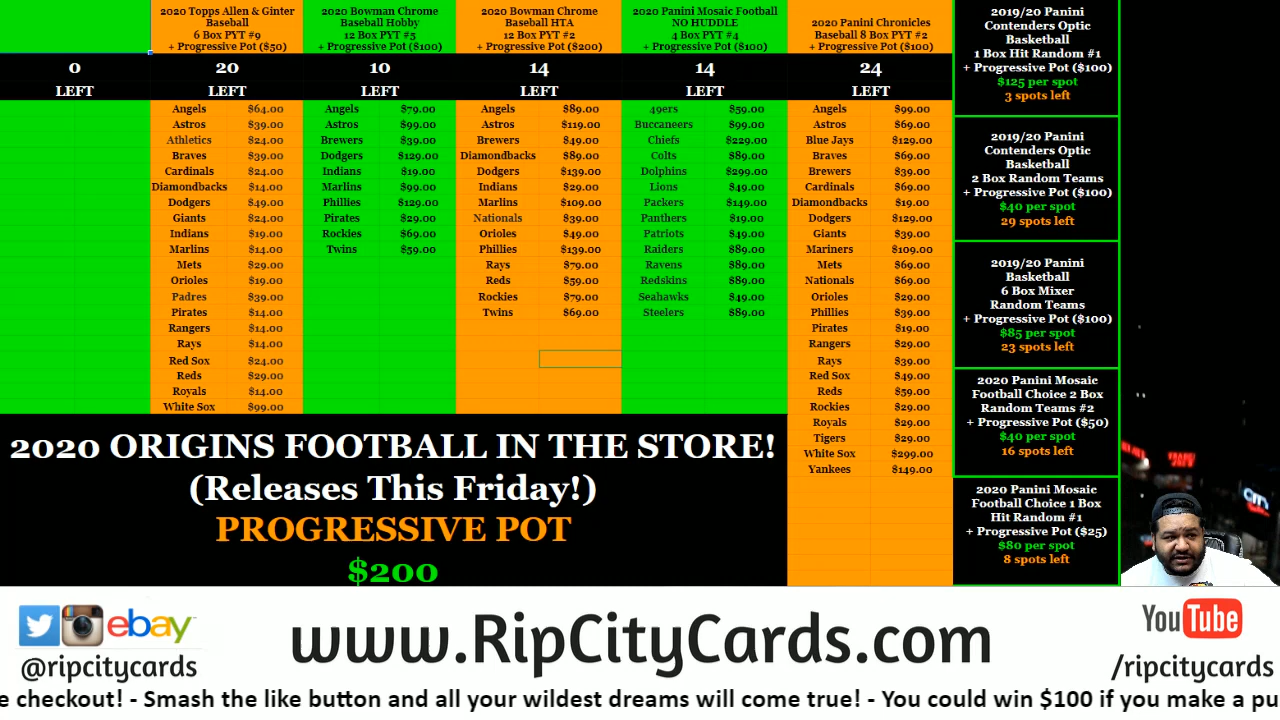 2020 Topps Allen & Ginter
Baseball
6 Box PYT #9
+ Progressive Pot ($50)
2020 Bowman Chrome
Baseball Hobby
12 Box PYT #5
+ Progressive Pot ($100)
2020 Bowman Chrome
Baseball HTA
12 Box PYT #2
+ Progressive Pot ($200)
2020 Panini Mosaic Football
NO HUDDLE
4 Box PYT #4
+ Progressive Pot ($100)
2020 Panini Chronicles
Baseball 8 Box PYT #2
+ Progressive Pot ($100)
0 20 10 14 14 24
LEFT LEFT LEFT LEFT LEFT LEFT
Angels $64.00
Astros $39.00
Athletics $24.00
Braves $39.00
Cardinals $24.00
Diamondbacks $14.00
Dodgers $49.00
Giants $24.00
Indians $19.00
Marlins $14.00
Mets $29.00
Orioles $19.00
Padres $39.00
Pirates $14.00
Rangers $14.00
Rays $14.00
Red Sox $24.00
Reds $29.00
Royals $14.00
White Sox $99.00
Angels $79.00
Astros $99.00
Brewers $39.00
Dodgers $129.00
Indians $19.00
Marlins $99.00
Phillies $129.00
Pirates $29.00
Rockies $69.00
Twins $59.00
Angels $89.00
Astros $119.00
Brewers $49.00
Diamondbacks $89.00
Dodgers $139.00
Indians $29.00
Marlins $109.00
Nationals $39.00
Orioles $49.00
Phillies $139.00
Rays $79.00
Reds $59.00
Rockies $79.00
Twins $69.00
49ers $59.00
Buccaneers $99.00
Chiefs $229.00
Colts $89.00
Dolphins $299.00
Lions $49.00
Packers $149.00
Panthers $19.00
Patriots $49.00
Raiders $89.00
Ravens $89.00
Redskins $89.00
Seahawks $49.00
Steelers $89.00
Angels $99.00
Astros $69.00
Blue Jays $129.00
Braves $69.00
Brewers $39.00
Cardinals $69.00
Diamondbacks $19.00
Dodgers $129.00
Giants $39.00
Mariners $109.00
Mets $69.00
Nationals $69.00
Orioles $29.00
Phillies $39.00
Pirates $19.00
Rangers $29.00
Rays $39.00
Red Sox $49.00
Reds $59.00
Rockies $29.00
Royals $29.00
Tigers $29.00
White Sox $299.00
Yankees $149.00
2019/20 Panini
Contenders Optic
Basketball
1 Box Hit Random #1
+ Progressive Pot ($100)
$125 per spot
3 spots left
2019/20 Panini
Contenders Optic
Basketball
2 Box Random Teams
+ Progressive Pot ($100)
$40 per spot
29 spots left
2019/20 Panini
Basketball
6 Box Mixer
Random Teams
+ Progressive Pot ($100)
$85 per spot
23 spots left
2020 Panini Mosaic
Football Choice 2 Box
Random Teams #2
+ Progressive Pot ($50)
$40 per spot
16 spots left
2020 Panini Mosaic
Football Choice 1 Box
Hit Random #1
+ Progressive Pot ($25)
$80 per spot
8 spots left
2020 ORIGINS FOOTBALL IN THE STORE!
(Releases This Friday!)
PROGRESSIVE POT
$200
ebay
@ripcitycards
www.RipCityCards.com
YouTube
/ripcitycards
e checkout! - Smash the like button and all your wildest dreams will come true! - You could win $100 if you make a pu